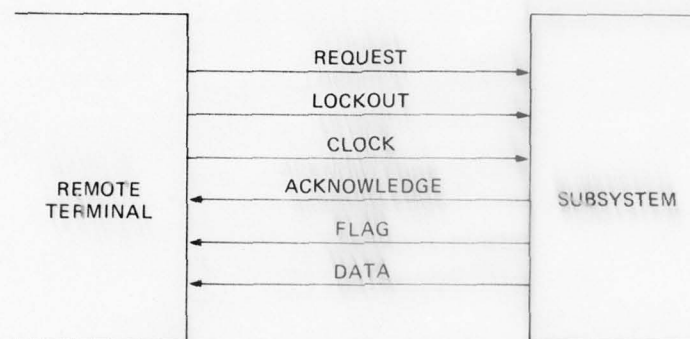 REQUEST
LOCKOUT
CLOCK
ACKNOWLEDGE
FLAG
DATA
REMOTE
TERMINAL
SUBSYSTEM